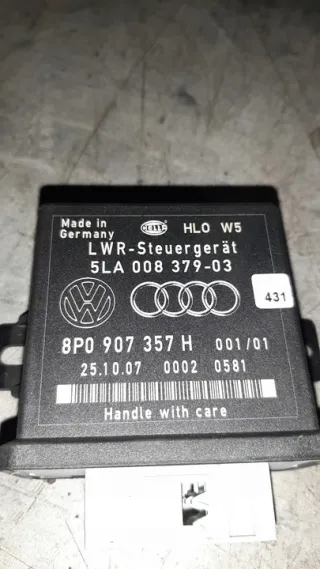 Made in
Germany
HELLA
HLO W5
LWR-Steuergerät
5LA 008 379-03
431
8P0 907 357 H 001/01
25.10.07 0002 0581
Handle with care